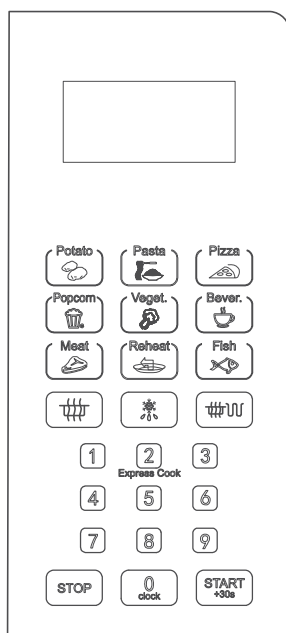 Potato Pasta Pizza
Popcorn Veget. Bever.
Meat Reheat Fish
1 2 3
Express Cook
4 5 6
7 8 9
STOP 0 START
clock +30s